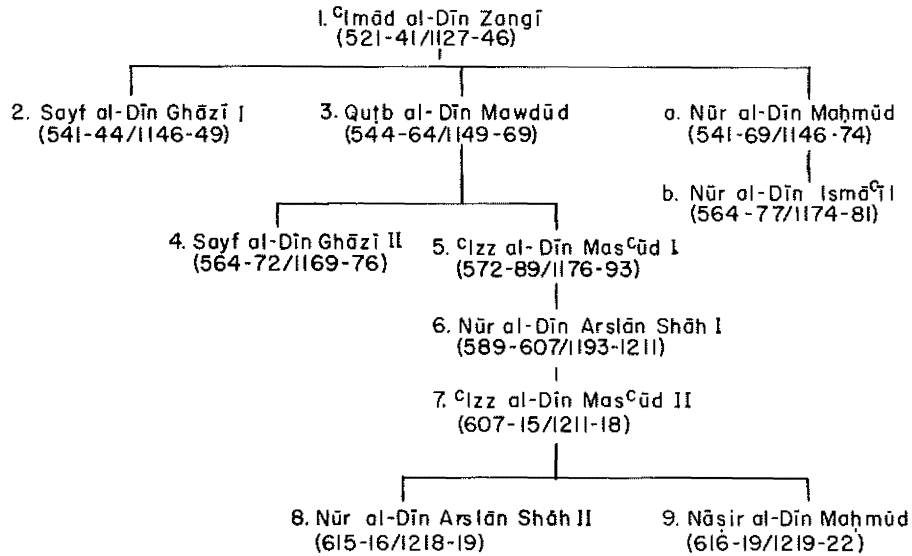 1. ᶜImād al-Dīn Zangī
(521-41/1127-46)
2. Sayf al-Dīn Ghāzī I
(541-44/1146-49)
3. Quṭb al-Dīn Mawdūd
(544-64/1149-69)
a. Nūr al-Dīn Maḥmūd
(541-69/1146-74)
b. Nūr al-Dīn Ismāᶜīl
(564-77/1174-81)
4. Sayf al-Dīn Ghāzī II
(564-72/1169-76)
5. ᶜIzz al-Dīn Masᶜūd I
(572-89/1176-93)
6. Nūr al-Dīn Arslān Shāh I
(589-607/1193-1211)
7. ᶜIzz al-Dīn Masᶜūd II
(607-15/1211-18)
8. Nūr al-Dīn Arslān Shāh II
(615-16/1218-19)
9. Nāṣir al-Dīn Maḥmūd
(616-19/1219-22)